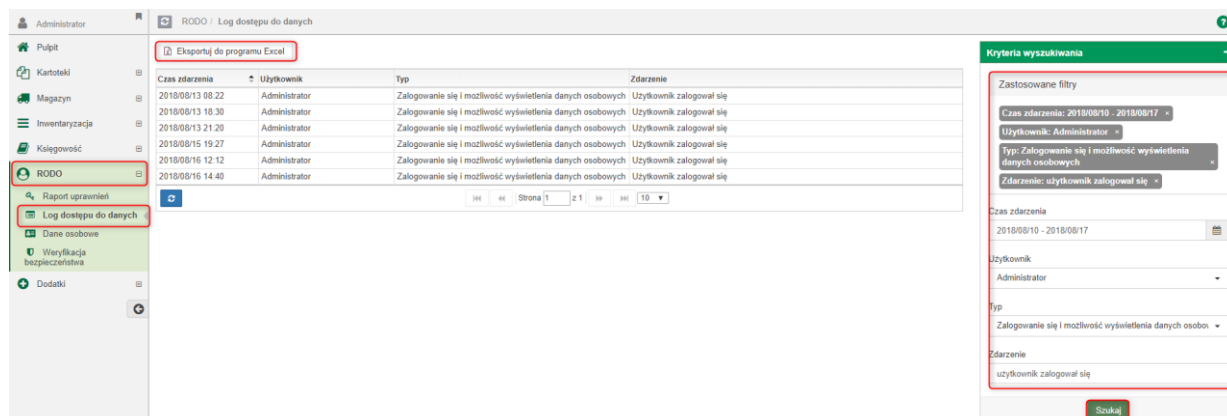 Administrator
Pulpit
Kartoteki
Magazyn
Inwentaryzacja
Księgowość
RODO
Raport uprawnień
Log dostępu do danych
Dane osobowe
Weryfikacja
bezpieczeństwa
Dodatki
RODO / Log dostępu do danych
Eksportuj do programu Excel
Czas zdarzenia Użytkownik Typ Zdarzenie
2018/08/13 08:22 Administrator Zalogowanie się i możliwość wyświetlenia danych osobowych Użytkownik zalogował się
2018/08/13 18:30 Administrator Zalogowanie się i możliwość wyświetlenia danych osobowych Użytkownik zalogował się
2018/08/13 21:20 Administrator Zalogowanie się i możliwość wyświetlenia danych osobowych Użytkownik zalogował się
2018/08/15 19:27 Administrator Zalogowanie się i możliwość wyświetlenia danych osobowych Użytkownik zalogował się
2018/08/16 12:12 Administrator Zalogowanie się i możliwość wyświetlenia danych osobowych Użytkownik zalogował się
2018/08/16 14:40 Administrator Zalogowanie się i możliwość wyświetlenia danych osobowych Użytkownik zalogował się
Strona 1 z 1 10
Kryteria wyszukiwania
Zastosowane filtry
Czas zdarzenia: 2018/08/10 - 2018/08/17 ×
Użytkownik: Administrator ×
Typ: Zalogowanie się i możliwość wyświetlenia
danych osobowych ×
Zdarzenie: użytkownik zalogował się ×
Czas zdarzenia
2018/08/10 - 2018/08/17
Użytkownik
Administrator
Typ
Zalogowanie się i możliwość wyświetlenia danych osobov
Zdarzenie
użytkownik zalogował się
Szukaj